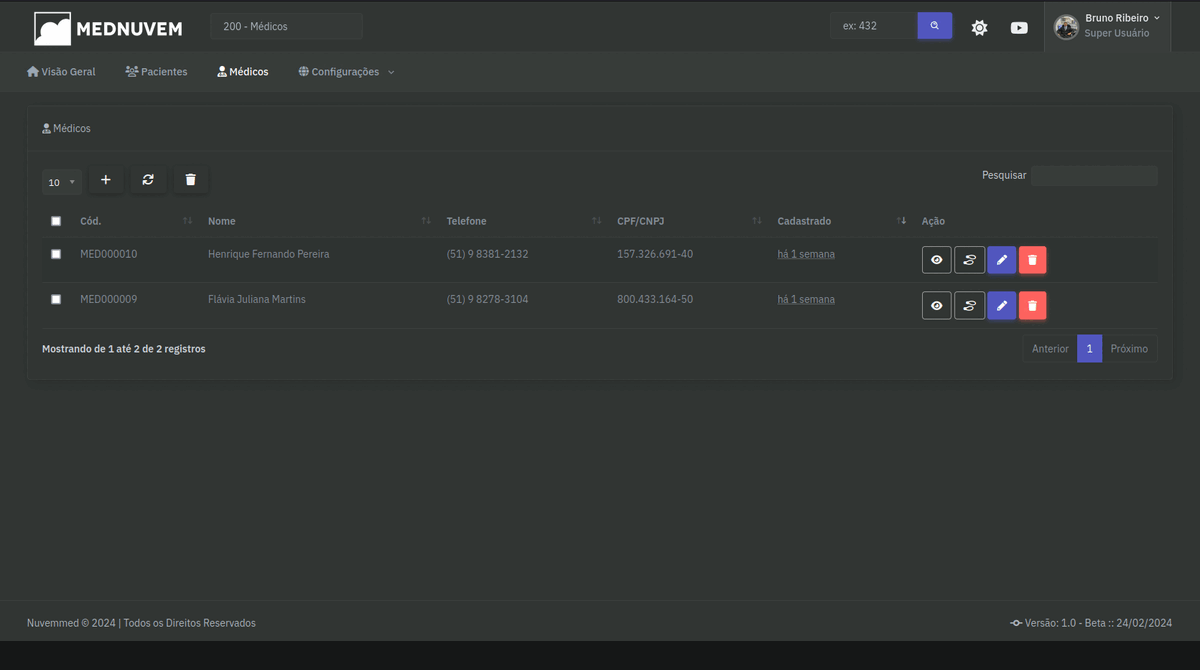 MEDNUVEM
200 - Médicos
ex: 432
Bruno Ribeiro
Super Usuário
Visão Geral
Pacientes
Médicos
Configurações
Médicos
10
Pesquisar
Cód. Nome Telefone CPF/CNPJ Cadastrado Ação
MED000010 Henrique Fernando Pereira (51) 9 8381-2132 157.326.691-40 há 1 semana
MED000009 Flávia Juliana Martins (51) 9 8278-3104 800.433.164-50 há 1 semana
Mostrando de 1 até 2 de 2 registros
Anterior 1 Próximo
Nuvemmed © 2024 | Todos os Direitos Reservados
Versão: 1.0 - Beta :: 24/02/2024